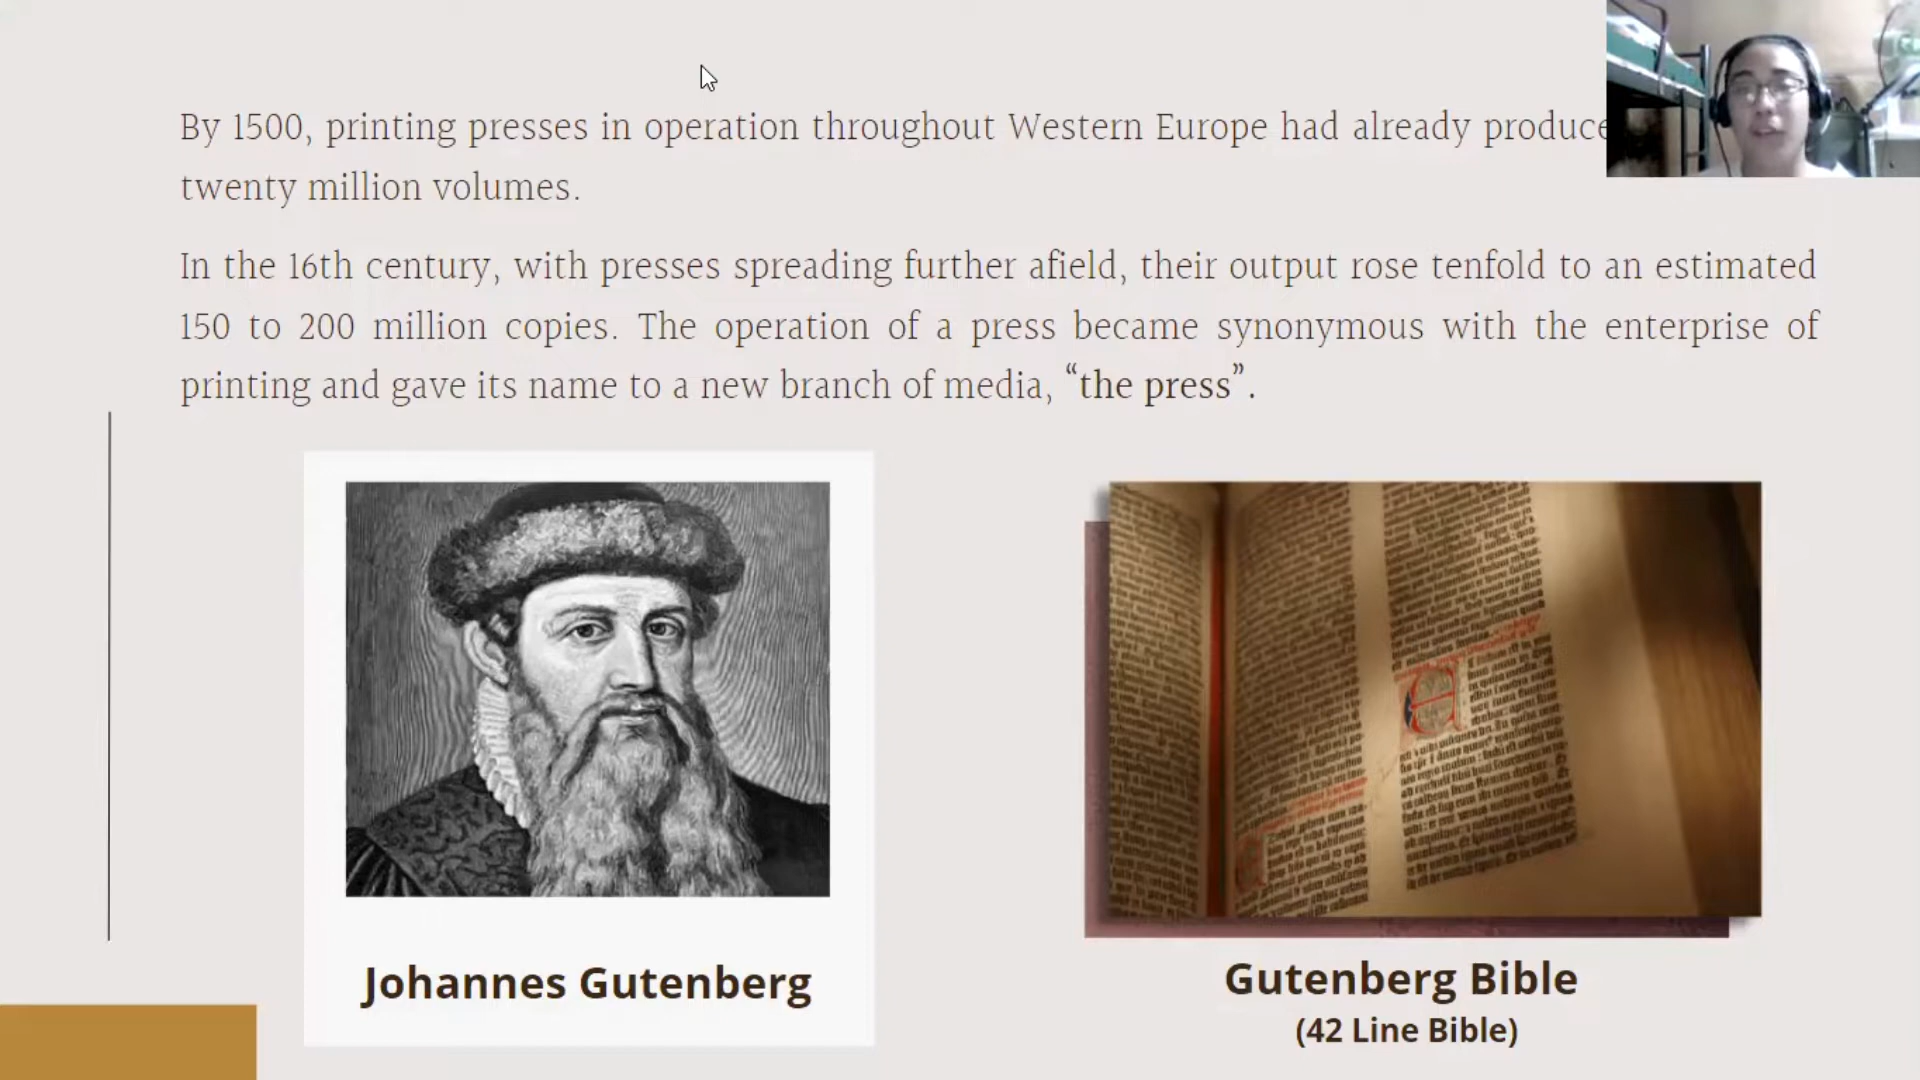 By 1500, printing presses in operation throughout Western Europe had already produce
twenty million volumes.
In the 16th century, with presses spreading further afield, their output rose tenfold to an estimated
150 to 200 million copies. The operation of a press became synonymous with the enterprise of
printing and gave its name to a new branch of media, “the press”.
Johannes Gutenberg
Gutenberg Bible
(42 Line Bible)